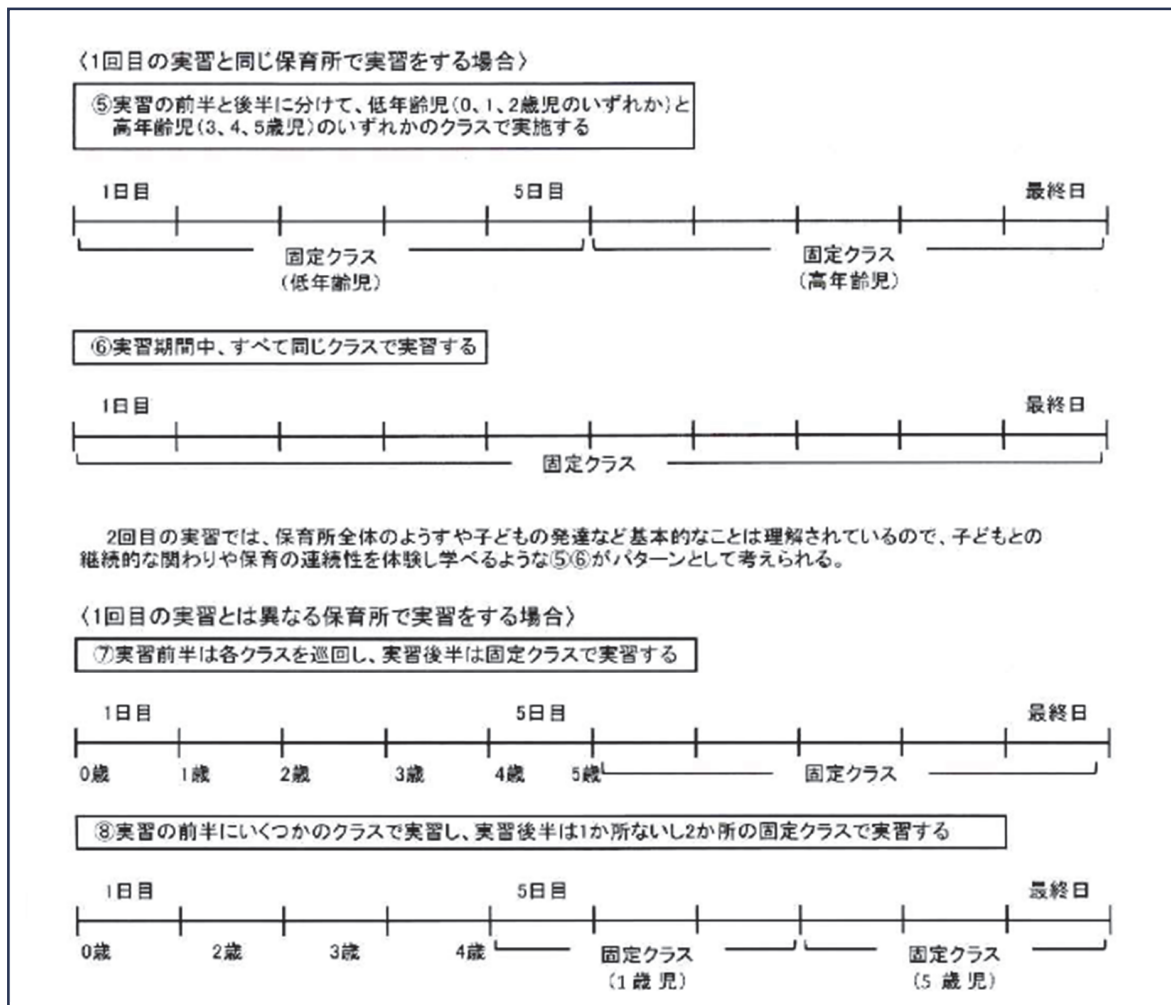 〈1回目の実習と同じ保育所で実習をする場合〉
⑤実習の前半と後半に分けて、低年齢児(0、1、2歳児のいずれか)と
高年齢児(3、4、5歳児)のいずれかのクラスで実施する
1日目 5日目 最終日
固定クラス 固定クラス
(低年齢児) (高年齢児)
⑥実習期間中、すべて同じクラスで実習する
1日目 最終日
固定クラス
2回目の実習では、保育所全体のようすや子どもの発達など基本的なことは理解されているので、子どもとの
継続的な関わりや保育の連続性を体験し学べるような⑤⑥がパターンとして考えられる。
〈1回目の実習とは異なる保育所で実習をする場合〉
⑦実習前半は各クラスを巡回し、実習後半は固定クラスで実習する
1日目 5日目 最終日
0歳 1歳 2歳 3歳 4歳 5歳 固定クラス
⑧実習の前半にいくつかのクラスで実習し、実習後半は1か所ないし2か所の固定クラスで実習する
1日目 5日目 最終日
0歳 2歳 3歳 4歳 固定クラス 固定クラス
(1歳児) (5歳児)